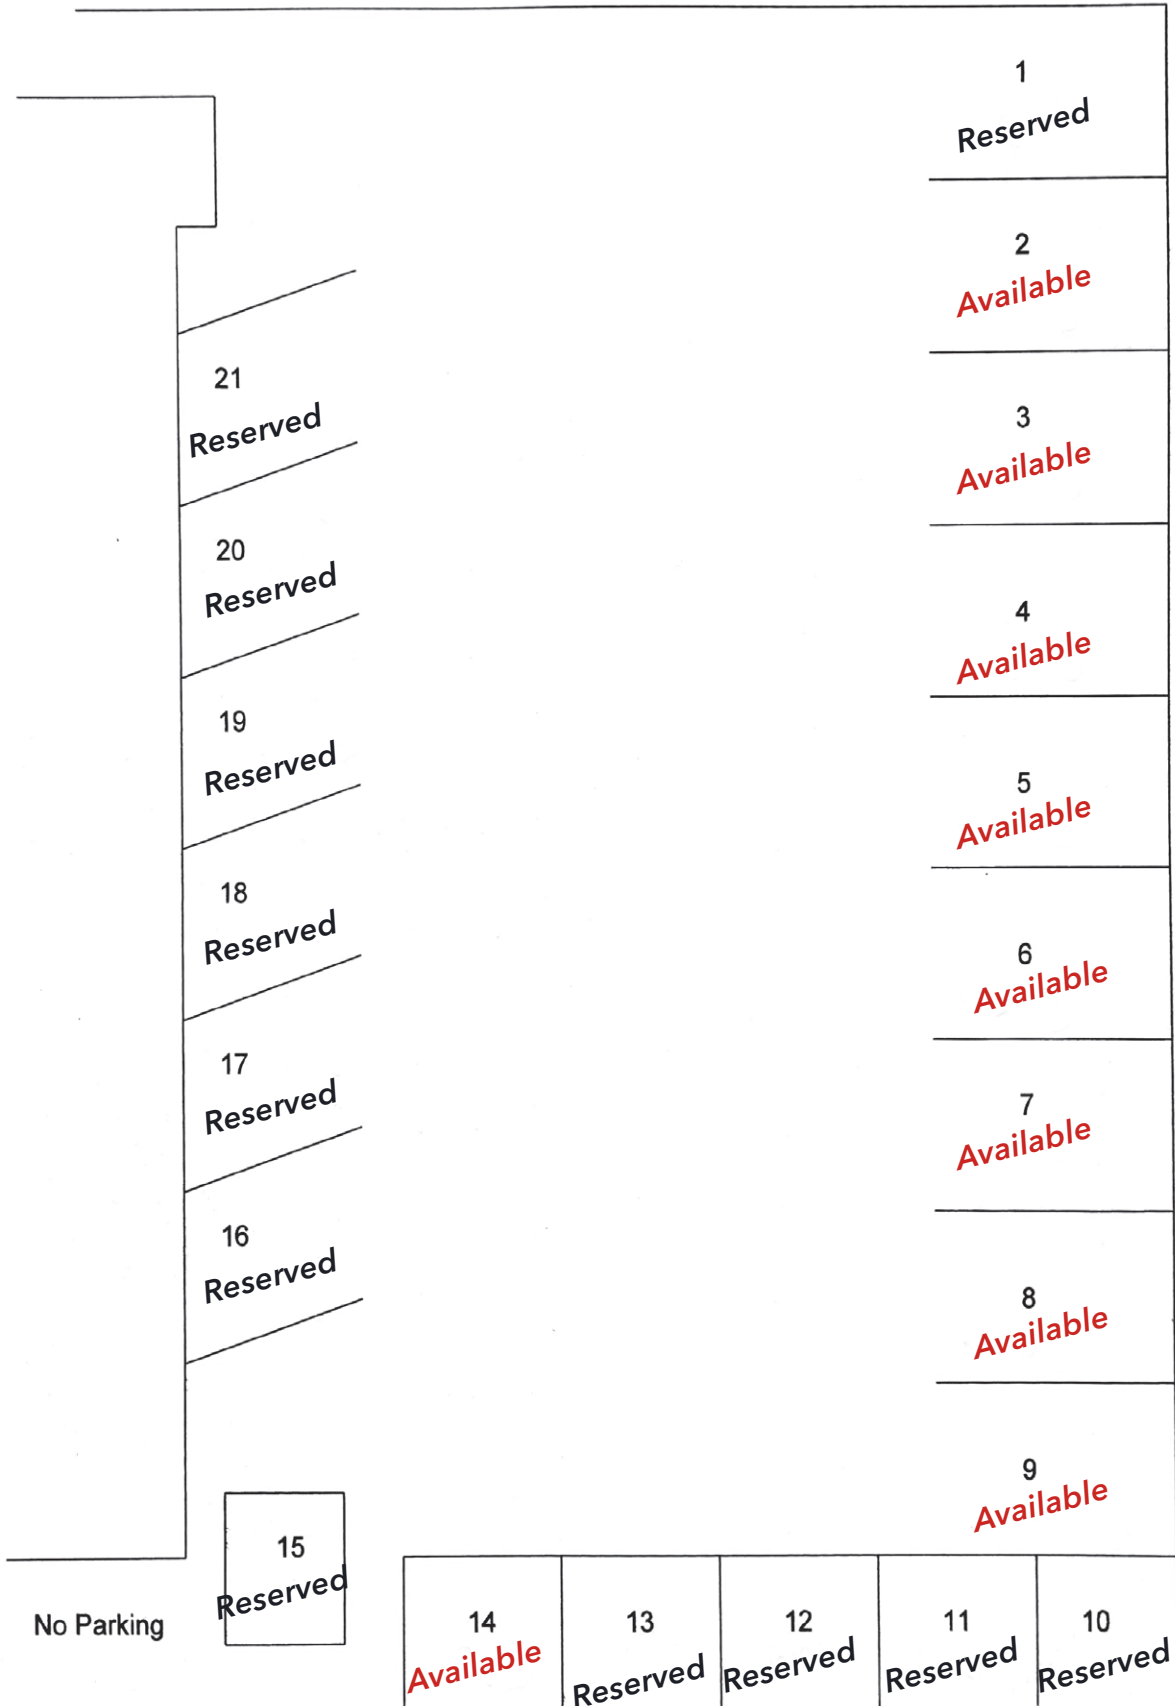 1
Reserved
2
Available
3
Available
4
Available
5
Available
6
Available
7
Available
8
Available
9
Available
21
Reserved
20
Reserved
19
Reserved
18
Reserved
17
Reserved
16
Reserved
15
Reserved
No Parking
14
Available
13
Reserved
12
Reserved
11
Reserved
10
Reserved